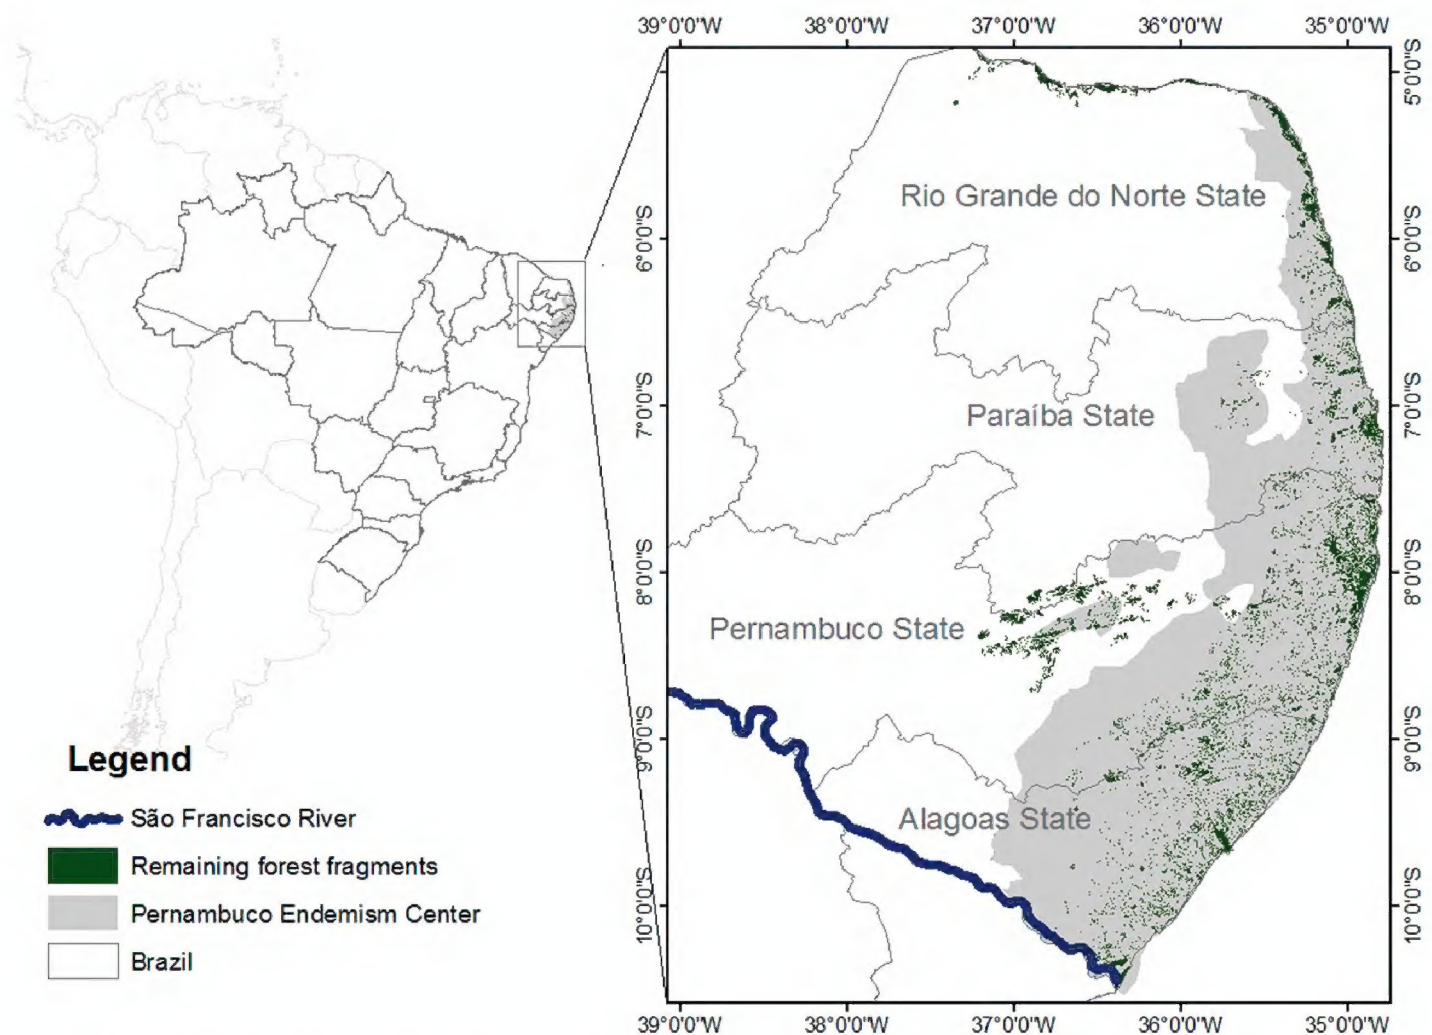 39°0'0"W 38°0'0"W 37°0'0"W 36°0'0"W 35°0'0"W
5°0'0"S
6°0'0"S 6°0'0"S
7°0'0"S 7°0'0"S
8°0'0"S 8°0'0"S
9°0'0"S 9°0'0"S
10°0'0"S 10°0'0"S
Rio Grande do Norte State
Paraíba State
Pernambuco State
Alagoas State
Legend
São Francisco River
Remaining forest fragments
Pernambuco Endemism Center
Brazil
39°0'0"W 38°0'0"W 37°0'0"W 36°0'0"W 35°0'0"W